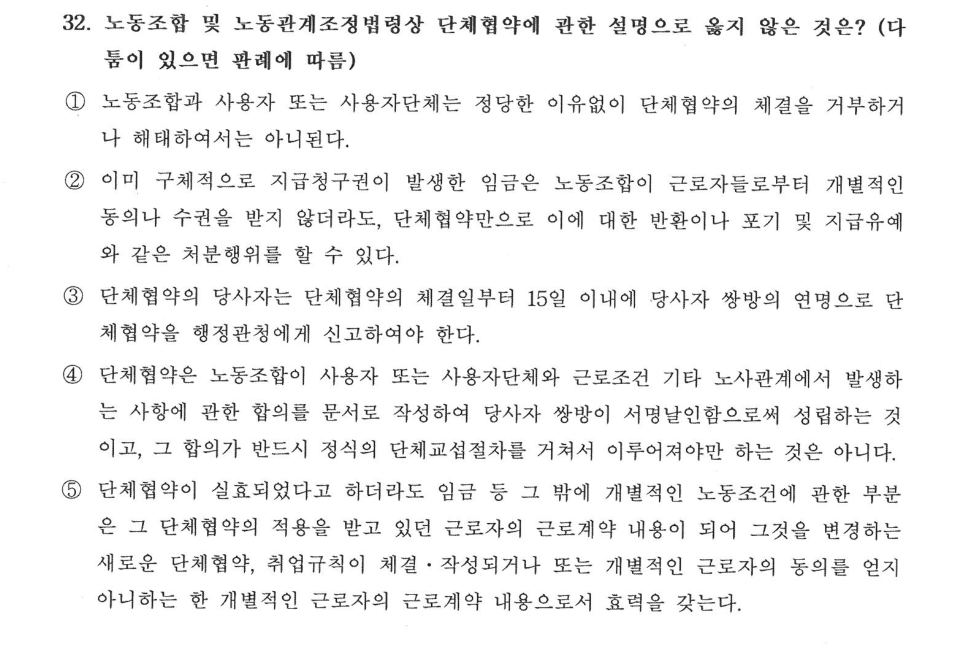 32. 노동조합 및 노동관계조정법령상 단체협약에 관한 설명으로 옳지 않은 것은? (다
툼이 있으면 판례에 따름)
① 노동조합과 사용자 또는 사용자단체는 정당한 이유없이 단체협약의 체결을 거부하거
나 해태하여서는 아니된다.
② 이미 구체적으로 지급청구권이 발생한 임금은 노동조합이 근로자들로부터 개별적인
동의나 수권을 받지 않더라도, 단체협약만으로 이에 대한 반환이나 포기 및 지급유예
와 같은 처분행위를 할 수 있다.
③ 단체협약의 당사자는 단체협약의 체결일부터 15일 이내에 당사자 쌍방의 연명으로 단
체협약을 행정관청에게 신고하여야 한다.
④ 단체협약은 노동조합이 사용자 또는 사용자단체와 근로조건 기타 노사관계에서 발생하
는 사항에 관한 합의를 문서로 작성하여 당사자 쌍방이 서명날인함으로써 성립하는 것
이고, 그 합의가 반드시 정식의 단체교섭절차를 거쳐서 이루어져야만 하는 것은 아니다.
⑤ 단체협약이 실효되었다고 하더라도 임금 등 그 밖에 개별적인 노동조건에 관한 부분
은 그 단체협약의 적용을 받고 있던 근로자의 근로계약 내용이 되어 그것을 변경하는
새로운 단체협약, 취업규칙이 체결・작성되거나 또는 개별적인 근로자의 동의를 얻지
아니하는 한 개별적인 근로자의 근로계약 내용으로서 효력을 갖는다.